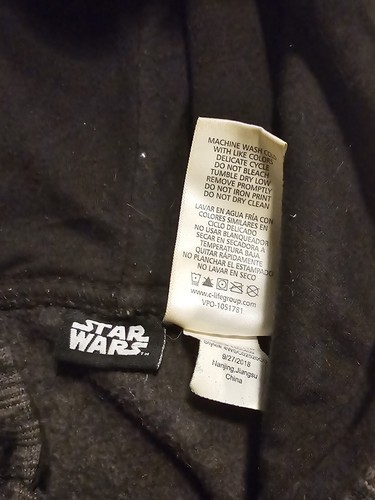 MACHINE WASH COLD
WITH LIKE COLORS
DELICATE CYCLE
DO NOT BLEACH
TUMBLE DRY LOW
REMOVE PROMPTLY
DO NOT IRON PRINT
DO NOT DRY CLEAN
LAVAR EN AGUA FRÍA CON
COLORES SIMILARES EN
CICLO DELICADO
NO USAR BLANQUEADOR
SECAR EN SECADORA A
TEMPERATURA BAJA
QUITAR RÁPIDAMENTE
NO PLANCHAR EL ESTAMPADO
NO LAVAR EN SECO
www.c-lifegroup.com
VPO-1051781
STAR
WARS
TM
9/27/2018
Nanjing,Jiangsu
China